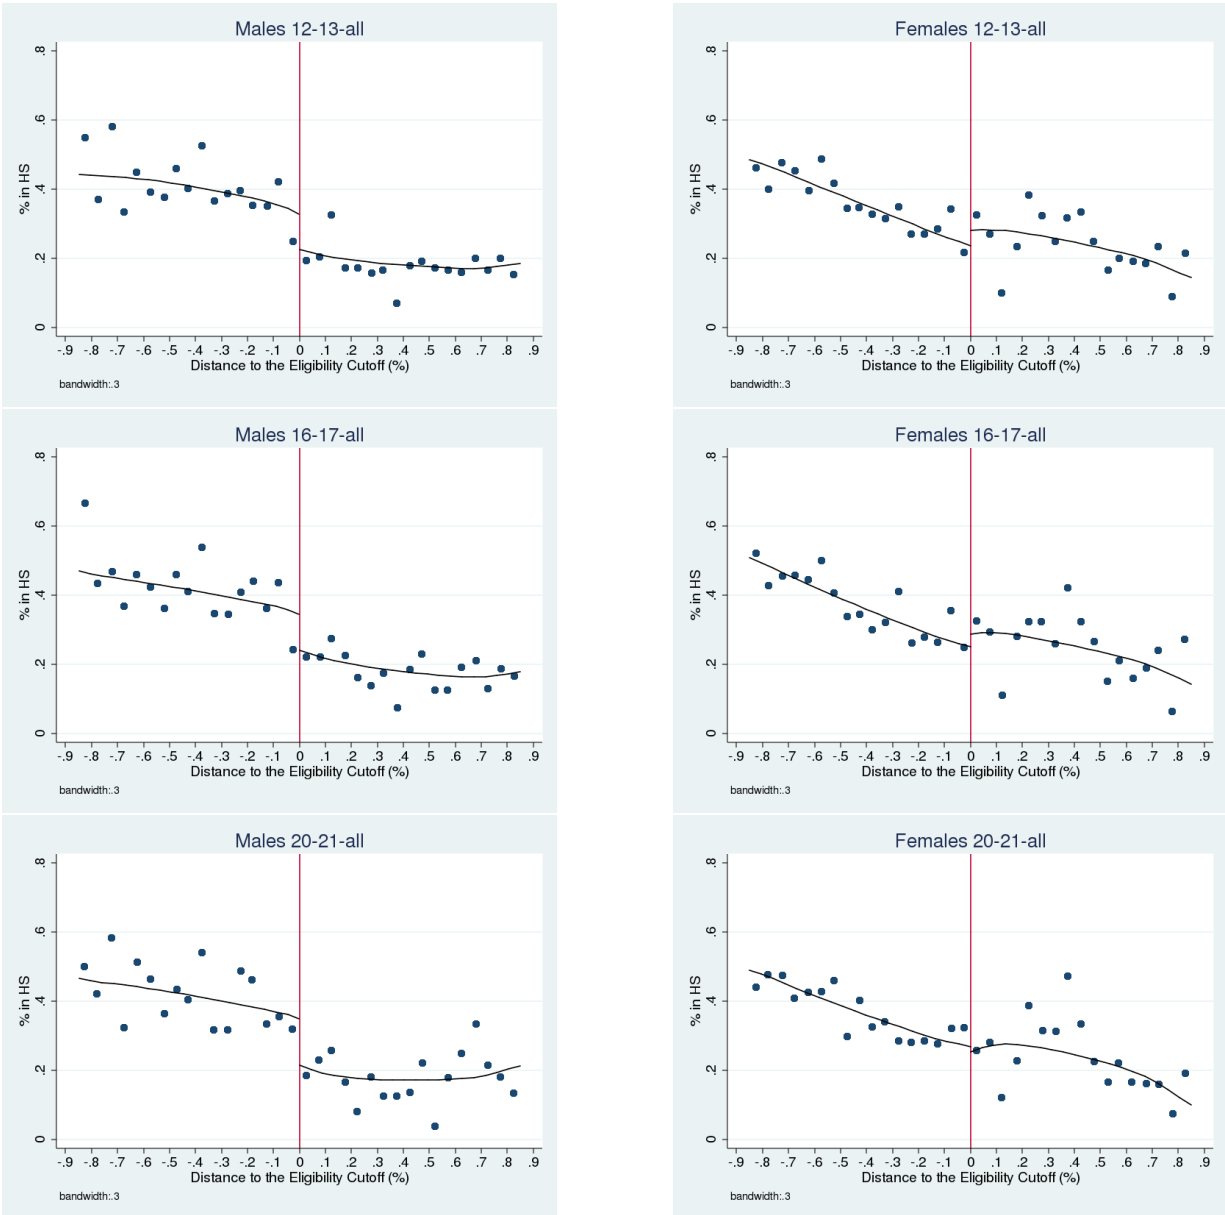 Males 12-13-all
% in HS
.8
.6
.4
.2
0
-.9 -.8 -.7 -.6 -.5 -.4 -.3 -.2 -.1 0 .1 .2 .3 .4 .5 .6 .7 .8 .9
Distance to the Eligibility Cutoff (%)
bandwidth:.3
Females 12-13-all
% in HS
.8
.6
.4
.2
0
-.9 -.8 -.7 -.6 -.5 -.4 -.3 -.2 -.1 0 .1 .2 .3 .4 .5 .6 .7 .8 .9
Distance to the Eligibility Cutoff (%)
bandwidth:.3
Males 16-17-all
% in HS
.8
.6
.4
.2
0
-.9 -.8 -.7 -.6 -.5 -.4 -.3 -.2 -.1 0 .1 .2 .3 .4 .5 .6 .7 .8 .9
Distance to the Eligibility Cutoff (%)
bandwidth:.3
Females 16-17-all
% in HS
.8
.6
.4
.2
0
-.9 -.8 -.7 -.6 -.5 -.4 -.3 -.2 -.1 0 .1 .2 .3 .4 .5 .6 .7 .8 .9
Distance to the Eligibility Cutoff (%)
bandwidth:.3
Males 20-21-all
% in HS
.8
.6
.4
.2
0
-.9 -.8 -.7 -.6 -.5 -.4 -.3 -.2 -.1 0 .1 .2 .3 .4 .5 .6 .7 .8 .9
Distance to the Eligibility Cutoff (%)
bandwidth:.3
Females 20-21-all
% in HS
.8
.6
.4
.2
0
-.9 -.8 -.7 -.6 -.5 -.4 -.3 -.2 -.1 0 .1 .2 .3 .4 .5 .6 .7 .8 .9
Distance to the Eligibility Cutoff (%)
bandwidth:.3